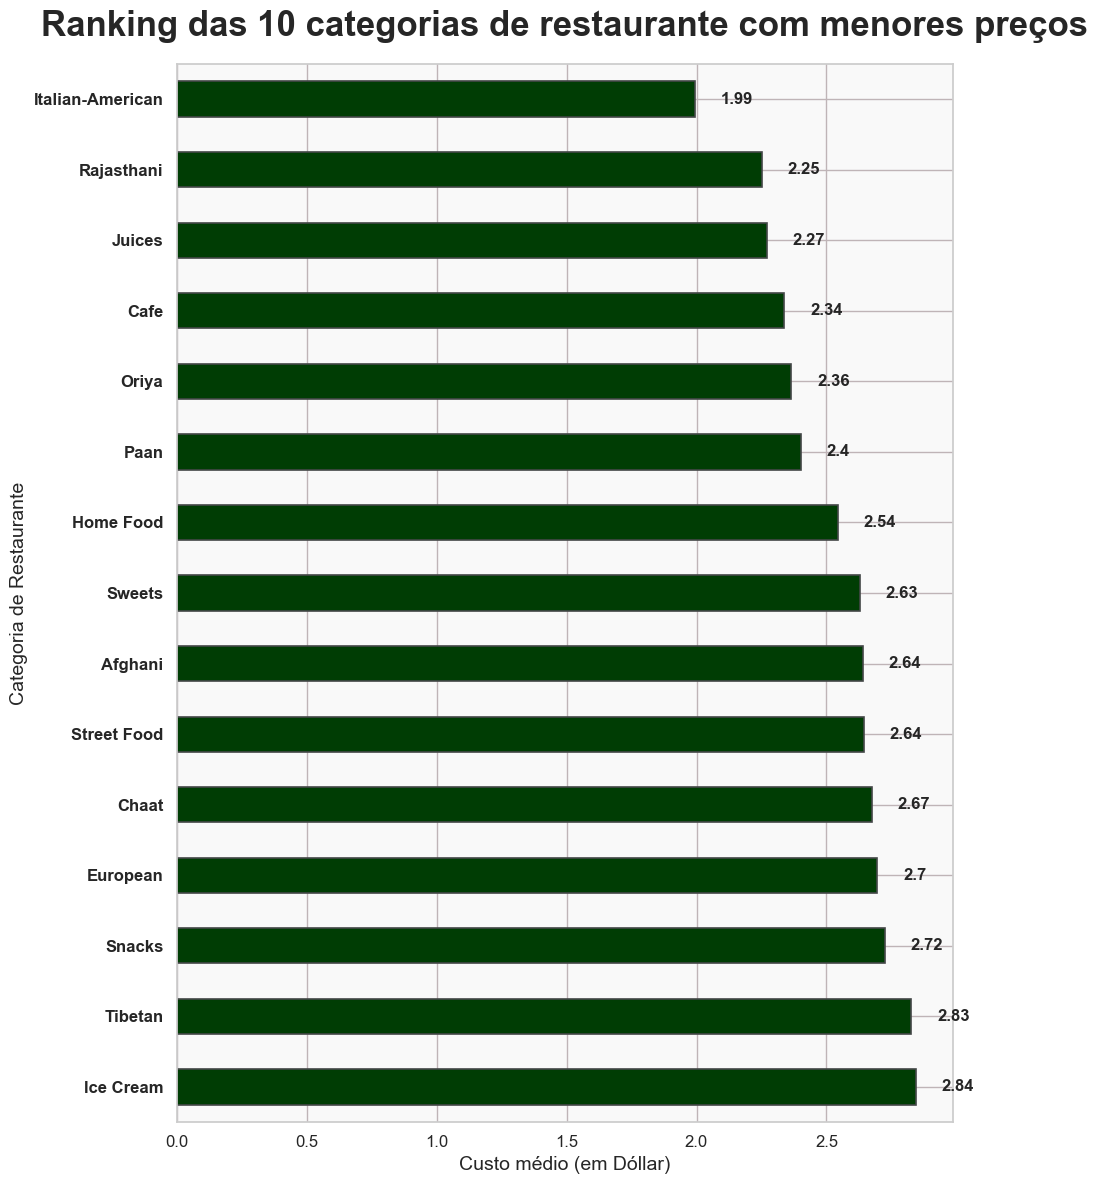 Ranking das 10 categorias de restaurante com menores preços
Italian-American 1.99
Rajasthani 2.25
Juices 2.27
Cafe 2.34
Oriya 2.36
Paan 2.4
Home Food 2.54
Sweets 2.63
Afghani 2.64
Street Food 2.64
Chaat 2.67
European 2.7
Snacks 2.72
Tibetan 2.83
Ice Cream 2.84
Categoria de Restaurante
0.0 0.5 1.0 1.5 2.0 2.5
Custo médio (em Dóllar)